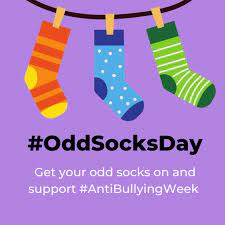 #OddSocksDay
Get your odd socks on and
support #AntiBullyingWeek